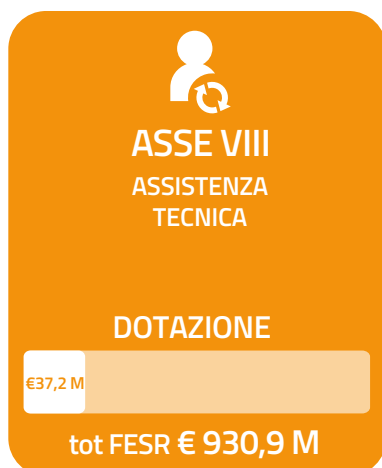 ASSE VIII
ASSISTENZA
TECNICA
DOTAZIONE
€37,2 M
tot FESR € 930,9 M